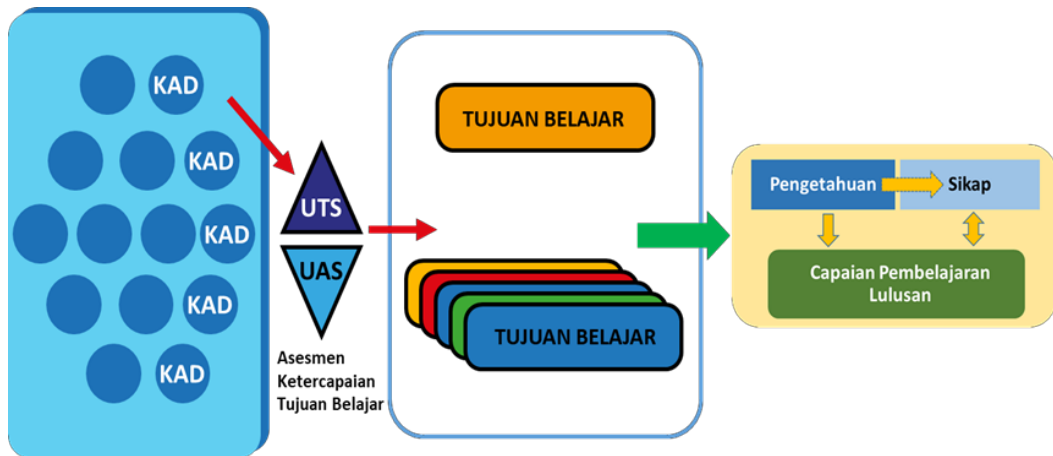 KAD
KAD
KAD
KAD
KAD
UTS
UAS
Asesmen
Ketercapaian
Tujuan Belajar
TUJUAN BELAJAR
TUJUAN BELAJAR
Pengetahuan
Sikap
Capaian Pembelajaran
Lulusan